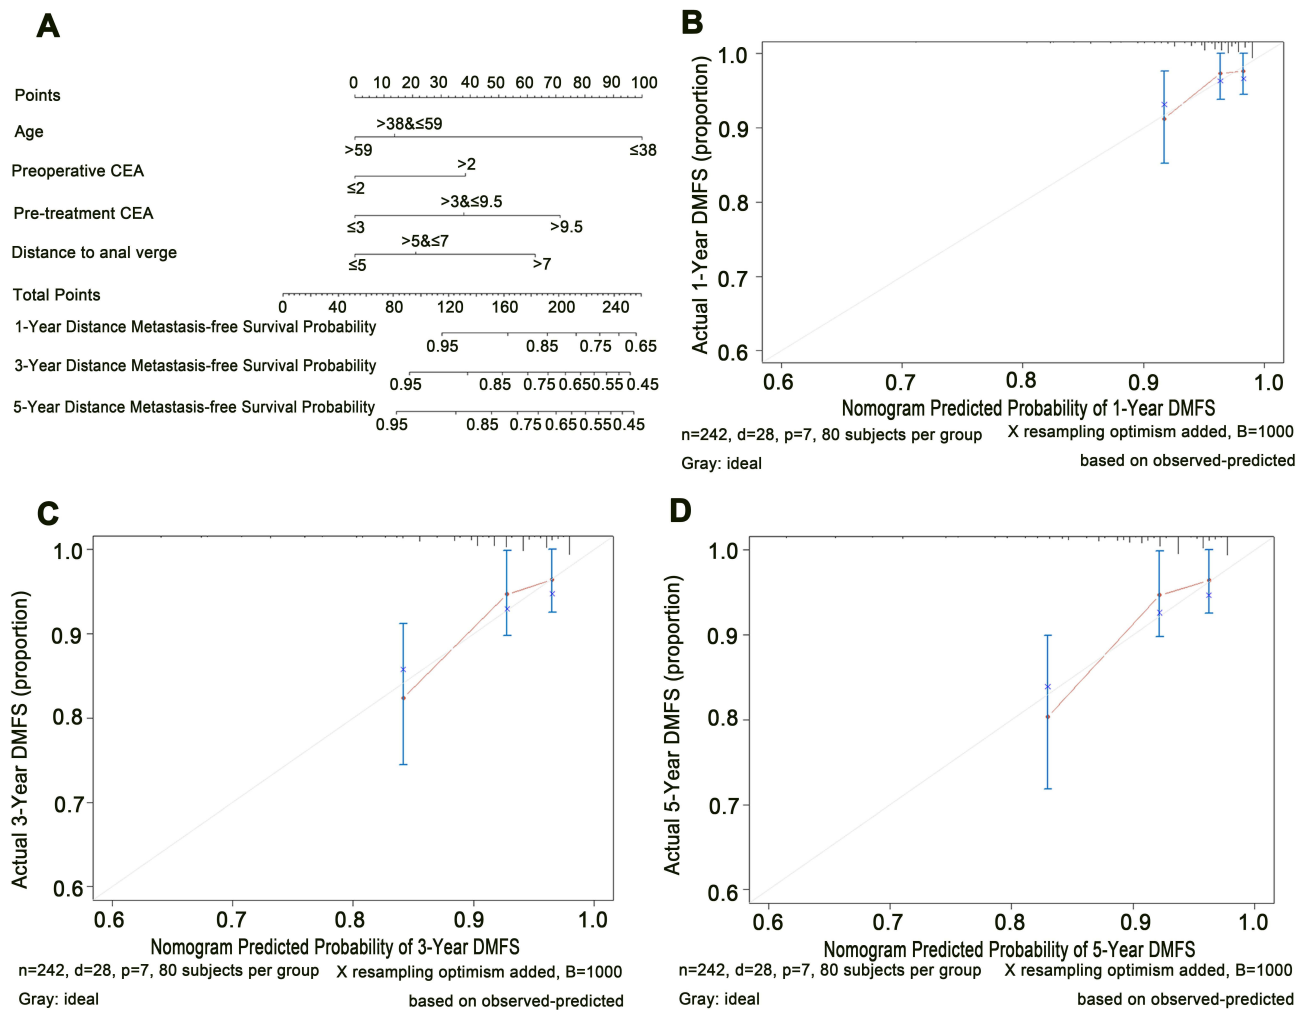 A
Points
0 10 20 30 40 50 60 70 80 90 100
Age
>38&≤59
>59 ≤38
Preoperative CEA
>2
≤2
Pre-treatment CEA
>3&≤9.5
≤3 >9.5
Distance to anal verge
>5&≤7
≤5 >7
Total Points
0 40 80 120 160 200 240
1-Year Distance Metastasis-free Survival Probability
0.95 0.85 0.75 0.65
3-Year Distance Metastasis-free Survival Probability
0.95 0.85 0.75 0.65 0.55 0.45
5-Year Distance Metastasis-free Survival Probability
0.95 0.85 0.75 0.65 0.55 0.45
B
Actual 1-Year DMFS (proportion)
1.0
0.9
0.8
0.7
0.6
0.6 0.7 0.8 0.9 1.0
Nomogram Predicted Probability of 1-Year DMFS
n=242, d=28, p=7, 80 subjects per group X resampling optimism added, B=1000
Gray: ideal based on observed-predicted
C
Actual 3-Year DMFS (proportion)
1.0
0.9
0.8
0.7
0.6
0.6 0.7 0.8 0.9 1.0
Nomogram Predicted Probability of 3-Year DMFS
n=242, d=28, p=7, 80 subjects per group X resampling optimism added, B=1000
Gray: ideal based on observed-predicted
D
Actual 5-Year DMFS (proportion)
1.0
0.9
0.8
0.7
0.6
0.6 0.7 0.8 0.9 1.0
Nomogram Predicted Probability of 5-Year DMFS
n=242, d=28, p=7, 80 subjects per group X resampling optimism added, B=1000
Gray: ideal based on observed-predicted